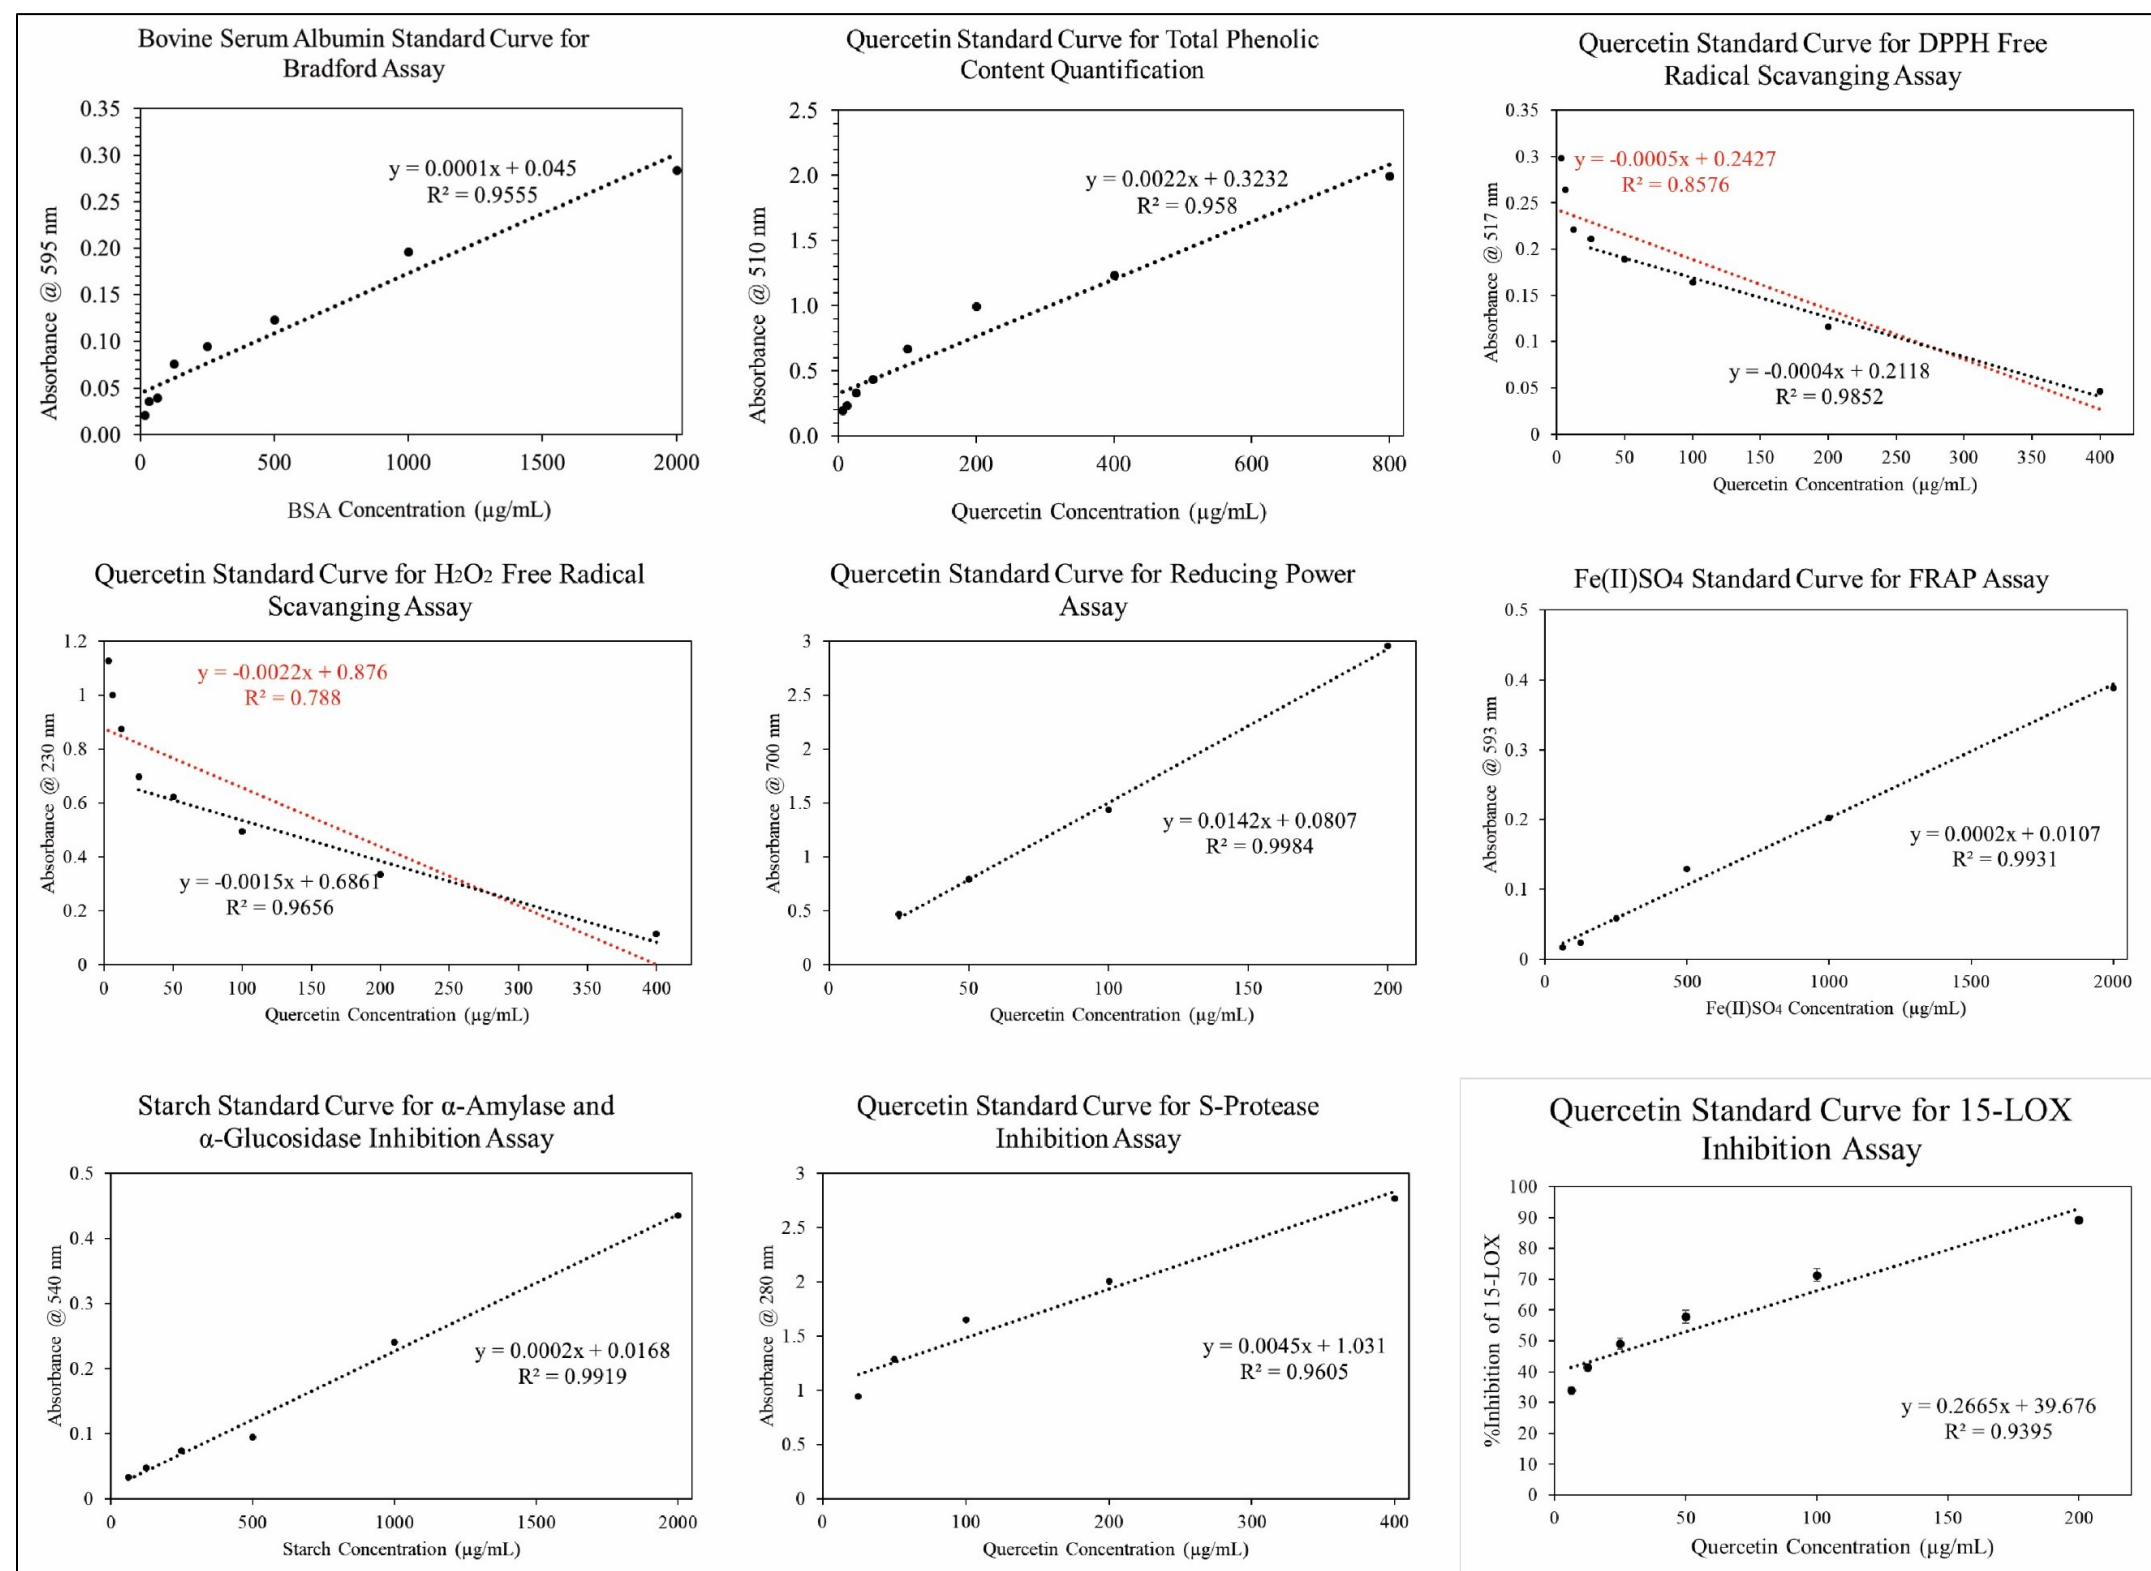 Bovine Serum Albumin Standard Curve for
Bradford Assay
0.35
0.30
0.25
0.20
0.15
0.10
0.05
0.00
Absorbance @ 595 nm
y = 0.0001x + 0.045
R² = 0.9555
0 500 1000 1500 2000
BSA Concentration (µg/mL)
Quercetin Standard Curve for Total Phenolic
Content Quantification
2.5
2.0
1.5
1.0
0.5
0.0
Absorbance @ 510 nm
y = 0.0022x + 0.3232
R² = 0.958
0 200 400 600 800
Quercetin Concentration (µg/mL)
Quercetin Standard Curve for DPPH Free
Radical Scavanging Assay
0.35
0.3
0.25
0.2
0.15
0.1
0.05
0
Absorbance @ 517 nm
y = -0.0005x + 0.2427
R² = 0.8576
y = -0.0004x + 0.2118
R² = 0.9852
0 50 100 150 200 250 300 350 400
Quercetin Concentration (µg/mL)
Quercetin Standard Curve for H2O2 Free Radical
Scavanging Assay
1.2
1
0.8
0.6
0.4
0.2
0
Absorbance @ 230 nm
y = -0.0022x + 0.876
R² = 0.788
y = -0.0015x + 0.6861
R² = 0.9656
0 50 100 150 200 250 300 350 400
Quercetin Concentration (µg/mL)
Quercetin Standard Curve for Reducing Power
Assay
3
2.5
2
1.5
1
0.5
0
Absorbance @ 700 nm
y = 0.0142x + 0.0807
R² = 0.9984
0 50 100 150 200
Quercetin Concentration (µg/mL)
Fe(II)SO4 Standard Curve for FRAP Assay
0.5
0.4
0.3
0.2
0.1
0
Absorbance @ 593 nm
y = 0.0002x + 0.0107
R² = 0.9931
0 500 1000 1500 2000
Fe(II)SO4 Concentration (µg/mL)
Starch Standard Curve for α-Amylase and
α-Glucosidase Inhibition Assay
0.5
0.4
0.3
0.2
0.1
0
Absorbance @ 540 nm
y = 0.0002x + 0.0168
R² = 0.9919
0 500 1000 1500 2000
Starch Concentration (µg/mL)
Quercetin Standard Curve for S-Protease
Inhibition Assay
3
2.5
2
1.5
1
0.5
0
Absorbance @ 280 nm
y = 0.0045x + 1.031
R² = 0.9605
0 100 200 300 400
Quercetin Concentration (µg/mL)
Quercetin Standard Curve for 15-LOX
Inhibition Assay
100
90
80
70
60
50
40
30
20
10
0
%Inhibition of 15-LOX
y = 0.2665x + 39.676
R² = 0.9395
0 50 100 150 200
Quercetin Concentration (µg/mL)